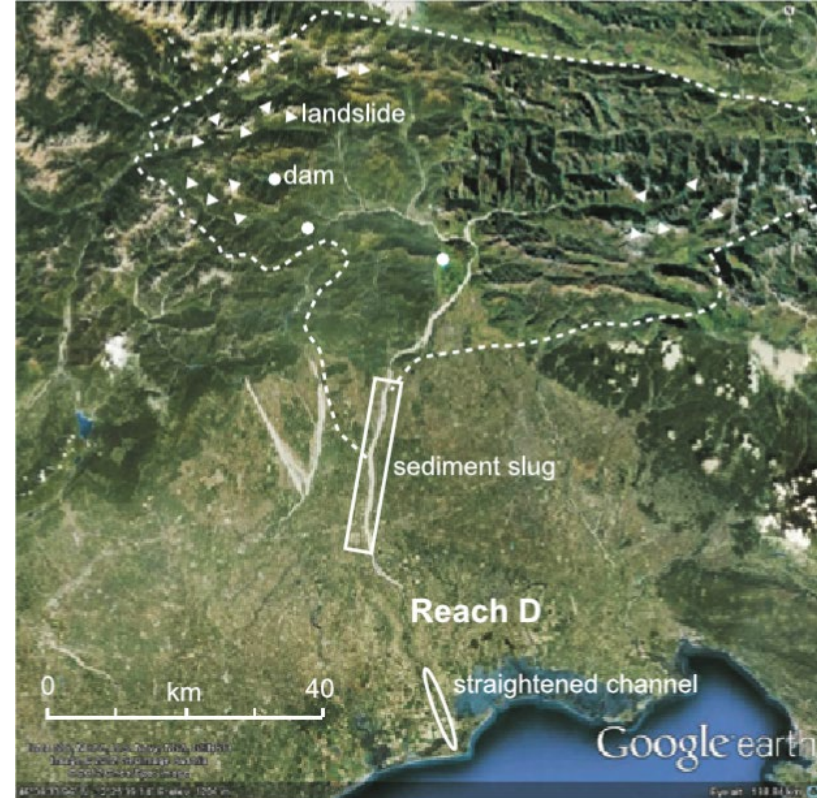 N
landslide
dam
sediment slug
Reach D
straightened channel
0 km 40
Google earth